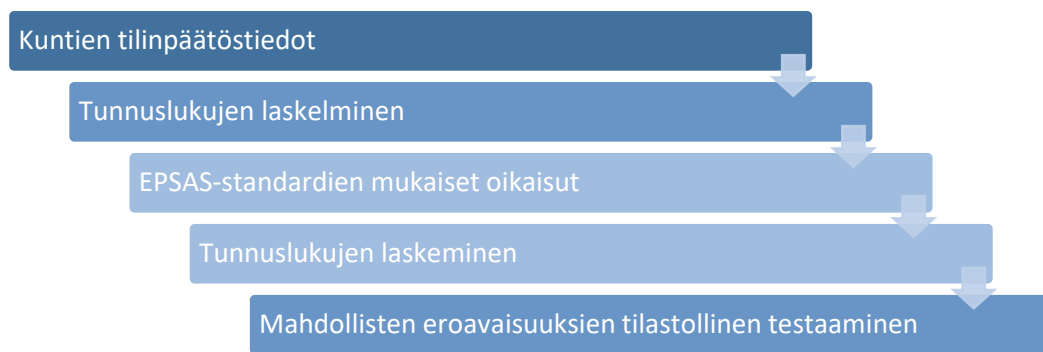 Kuntien tilinpäätöstiedot
Tunnuslukujen laskelminen
EPSAS-standardien mukaiset oikaisut
Tunnuslukujen laskeminen
Mahdollisten eroavaisuuksien tilastollinen testaaminen